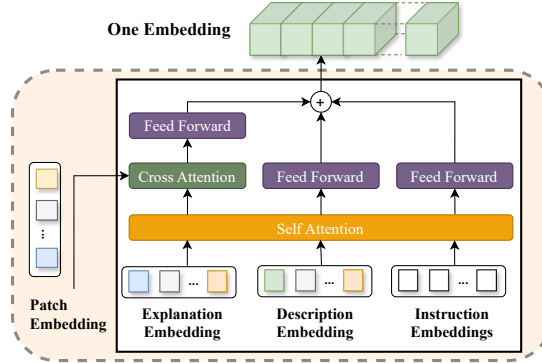 One Embedding
+
Feed Forward
Cross Attention
Feed Forward
Feed Forward
Self Attention
...
...
...
...
Patch
Embedding
Explanation
Embedding
Description
Embedding
Instruction
Embeddings